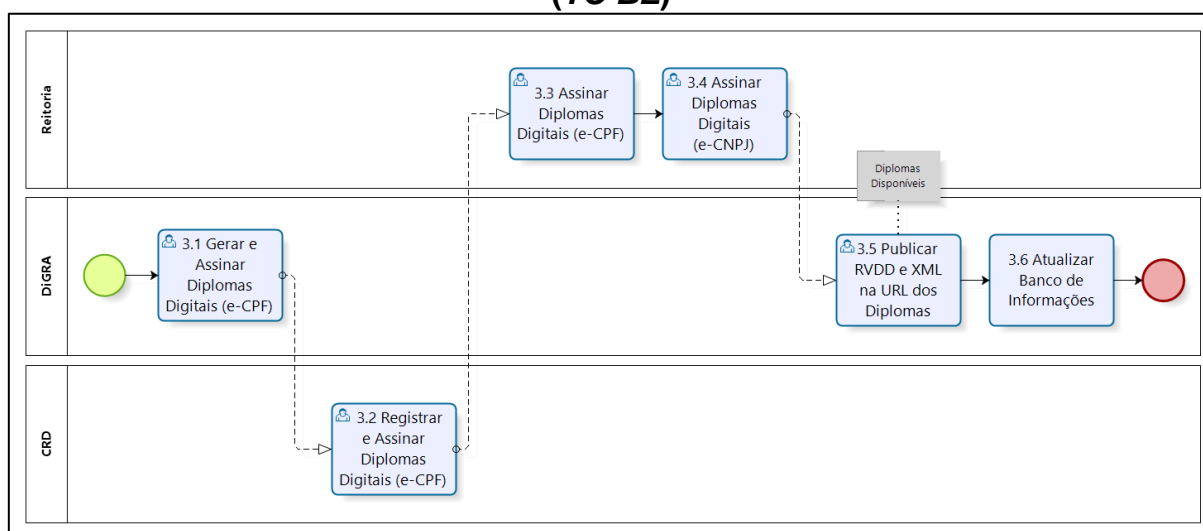 (TO BE)
Reitoria
3.3 Assinar
Diplomas
Digitais (e-CPF)
3.4 Assinar
Diplomas
Digitais
(e-CNPJ)
Diplomas
Disponíveis
DiGRA
3.1 Gerar e
Assinar
Diplomas
Digitais (e-CPF)
3.5 Publicar
RVDD e XML
na URL dos
Diplomas
3.6 Atualizar
Banco de
Informações
CRD
3.2 Registrar
e Assinar
Diplomas
Digitais (e-CPF)